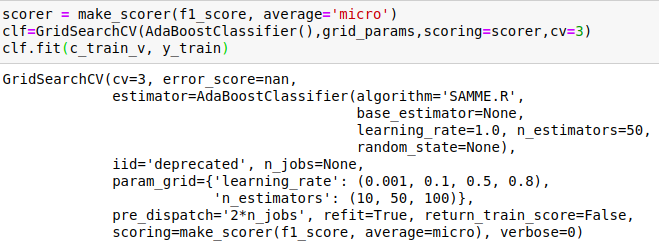 scorer = make_scorer(f1_score, average='micro')
clf=GridSearchCV(AdaBoostClassifier(),grid_params,scoring=scorer,cv=3)
clf.fit(c_train_v, y_train)
GridSearchCV(cv=3, error_score=nan,
estimator=AdaBoostClassifier(algorithm='SAMME.R',
base_estimator=None,
learning_rate=1.0, n_estimators=50,
random_state=None),
iid='deprecated', n_jobs=None,
param_grid={'learning_rate': (0.001, 0.1, 0.5, 0.8),
'n_estimators': (10, 50, 100)},
pre_dispatch='2*n_jobs', refit=True, return_train_score=False,
scoring=make_scorer(f1_score, average=micro), verbose=0)